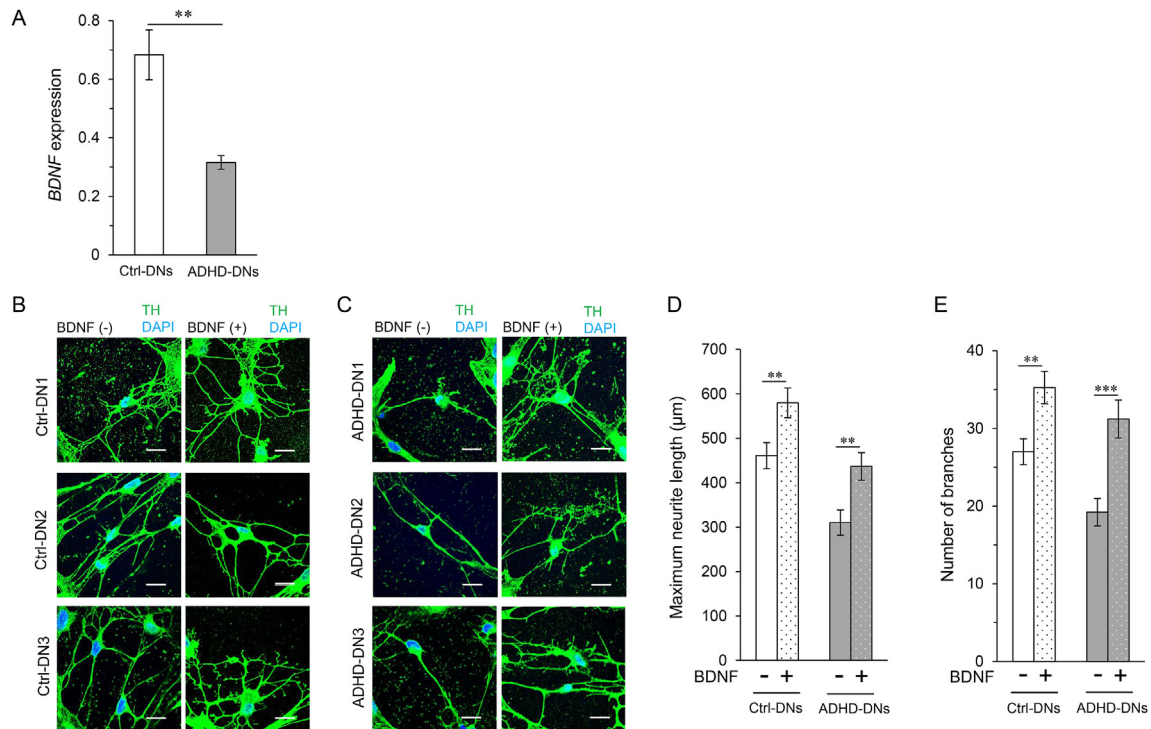 A
**
0.8
0.6
0.4
0.2
0
BDNF expression
Ctrl-DNs
ADHD-DNs
B
TH
DAPI
BDNF (-)
BDNF (+)
TH
DAPI
Ctrl-DN1
Ctrl-DN2
Ctrl-DN3
C
TH
DAPI
BDNF (-)
BDNF (+)
TH
DAPI
ADHD-DN1
ADHD-DN2
ADHD-DN3
D
700
600
500
400
300
200
100
0
Maximum neurite length (μm)
**
**
BDNF - + - +
Ctrl-DNs
ADHD-DNs
E
40
30
20
10
0
Number of branches
**
***
BDNF - + - +
Ctrl-DNs
ADHD-DNs